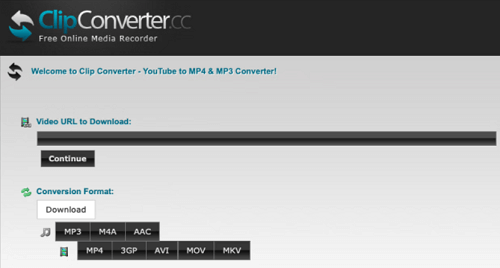 ClipConverter.cc
Free Online Media Recorder
Welcome to Clip Converter - YouTube to MP4 & MP3 Converter!
Video URL to Download:
Continue
Conversion Format:
Download
MP3 M4A AAC
MP4 3GP AVI MOV MKV